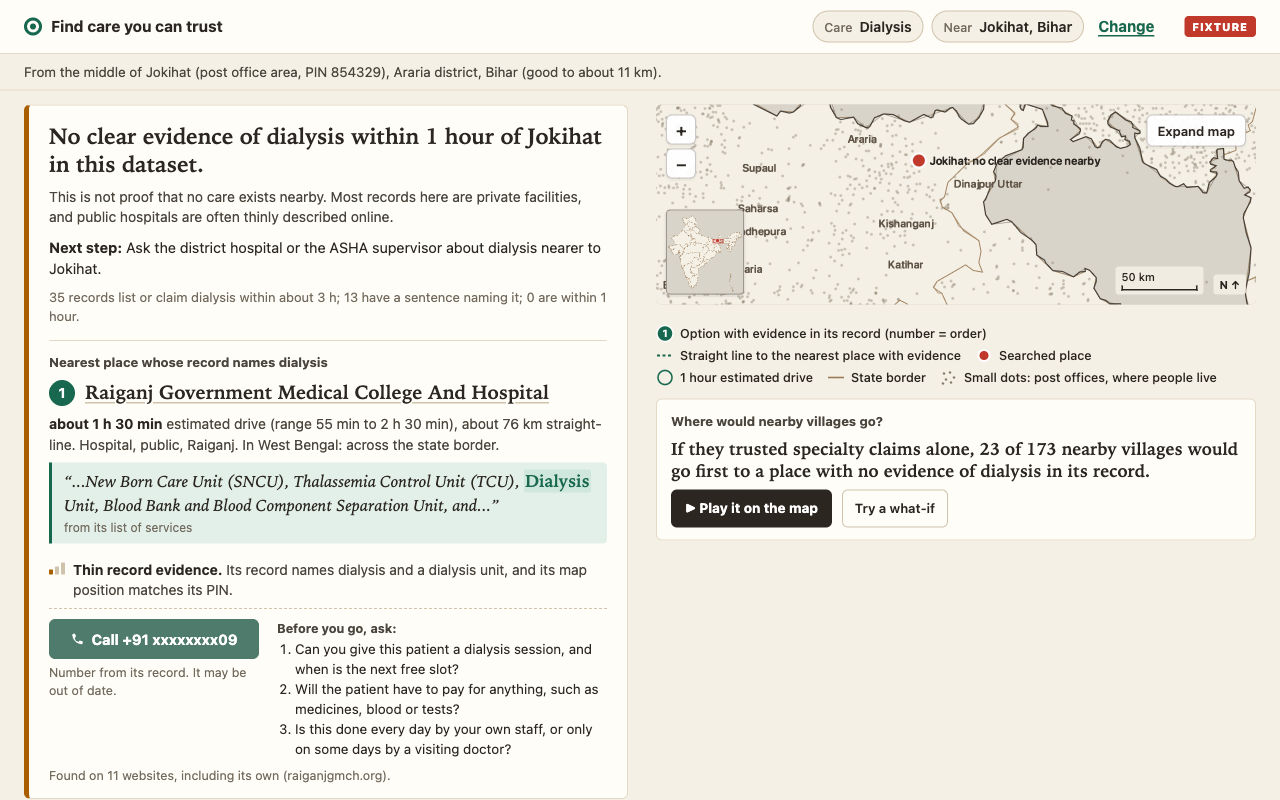 Find care you can trust
Care Dialysis
Near Jokihat, Bihar
Change
FIXTURE
From the middle of Jokihat (post office area, PIN 854329), Araria district, Bihar (good to about 11 km).
No clear evidence of dialysis within 1 hour of Jokihat
in this dataset.
This is not proof that no care exists nearby. Most records here are private facilities,
and public hospitals are often thinly described online.
Next step: Ask the district hospital or the ASHA supervisor about dialysis nearer to
Jokihat.
35 records list or claim dialysis within about 3 h; 13 have a sentence naming it; 0 are within 1
hour.
Nearest place whose record names dialysis
1 Raiganj Government Medical College And Hospital
about 1 h 30 min estimated drive (range 55 min to 2 h 30 min), about 76 km straight-
line. Hospital, public, Raiganj. In West Bengal: across the state border.
“…New Born Care Unit (SNCU), Thalassemia Control Unit (TCU), Dialysis
Unit, Blood Bank and Blood Component Separation Unit, and…”
from its list of services
Thin record evidence. Its record names dialysis and a dialysis unit, and its map
position matches its PIN.
Call +91 xxxxxxxx09
Number from its record. It may be
out of date.
Before you go, ask:
1. Can you give this patient a dialysis session, and
when is the next free slot?
2. Will the patient have to pay for anything, such as
medicines, blood or tests?
3. Is this done every day by your own staff, or only
on some days by a visiting doctor?
Found on 11 websites, including its own (raiganjgmch.org).
+
−
Expand map
Araria
Jokihat: no clear evidence nearby
Supaul
Dinajpur Uttar
Saharsa
Kishanganj
dhepura
Katihar
aria
50 km
N ↑
1 Option with evidence in its record (number = order)
Straight line to the nearest place with evidence
Searched place
1 hour estimated drive
State border
Small dots: post offices, where people live
Where would nearby villages go?
If they trusted specialty claims alone, 23 of 173 nearby villages would
go first to a place with no evidence of dialysis in its record.
Play it on the map
Try a what-if